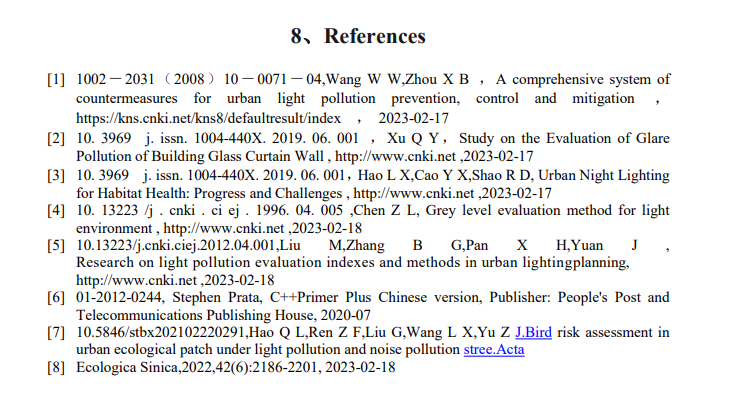 8、References
[1] 1002－2031（2008）10－0071－04,Wang W W,Zhou X B ，A comprehensive system of
countermeasures for urban light pollution prevention, control and mitigation ，
https://kns.cnki.net/kns8/defaultresult/index ， 2023-02-17
[2] 10. 3969 j. issn. 1004-440X. 2019. 06. 001 ，Xu Q Y，Study on the Evaluation of Glare
Pollution of Building Glass Curtain Wall , http://www.cnki.net ,2023-02-17
[3] 10. 3969 j. issn. 1004-440X. 2019. 06. 001，Hao L X,Cao Y X,Shao R D, Urban Night Lighting
for Habitat Health: Progress and Challenges , http://www.cnki.net ,2023-02-17
[4] 10. 13223 /j . cnki . ci ej . 1996. 04. 005 ,Chen Z L, Grey level evaluation method for light
environment , http://www.cnki.net ,2023-02-18
[5] 10.13223/j.cnki.ciej.2012.04.001,Liu M,Zhang B G,Pan X H,Yuan J ,
Research on light pollution evaluation indexes and methods in urban lightingplanning,
http://www.cnki.net ,2023-02-18
[6] 01-2012-0244, Stephen Prata, C++Primer Plus Chinese version, Publisher: People's Post and
Telecommunications Publishing House, 2020-07
[7] 10.5846/stbx202102220291,Hao Q L,Ren Z F,Liu G,Wang L X,Yu Z J.Bird risk assessment in
urban ecological patch under light pollution and noise pollution stree.Acta
[8] Ecologica Sinica,2022,42(6):2186-2201, 2023-02-18